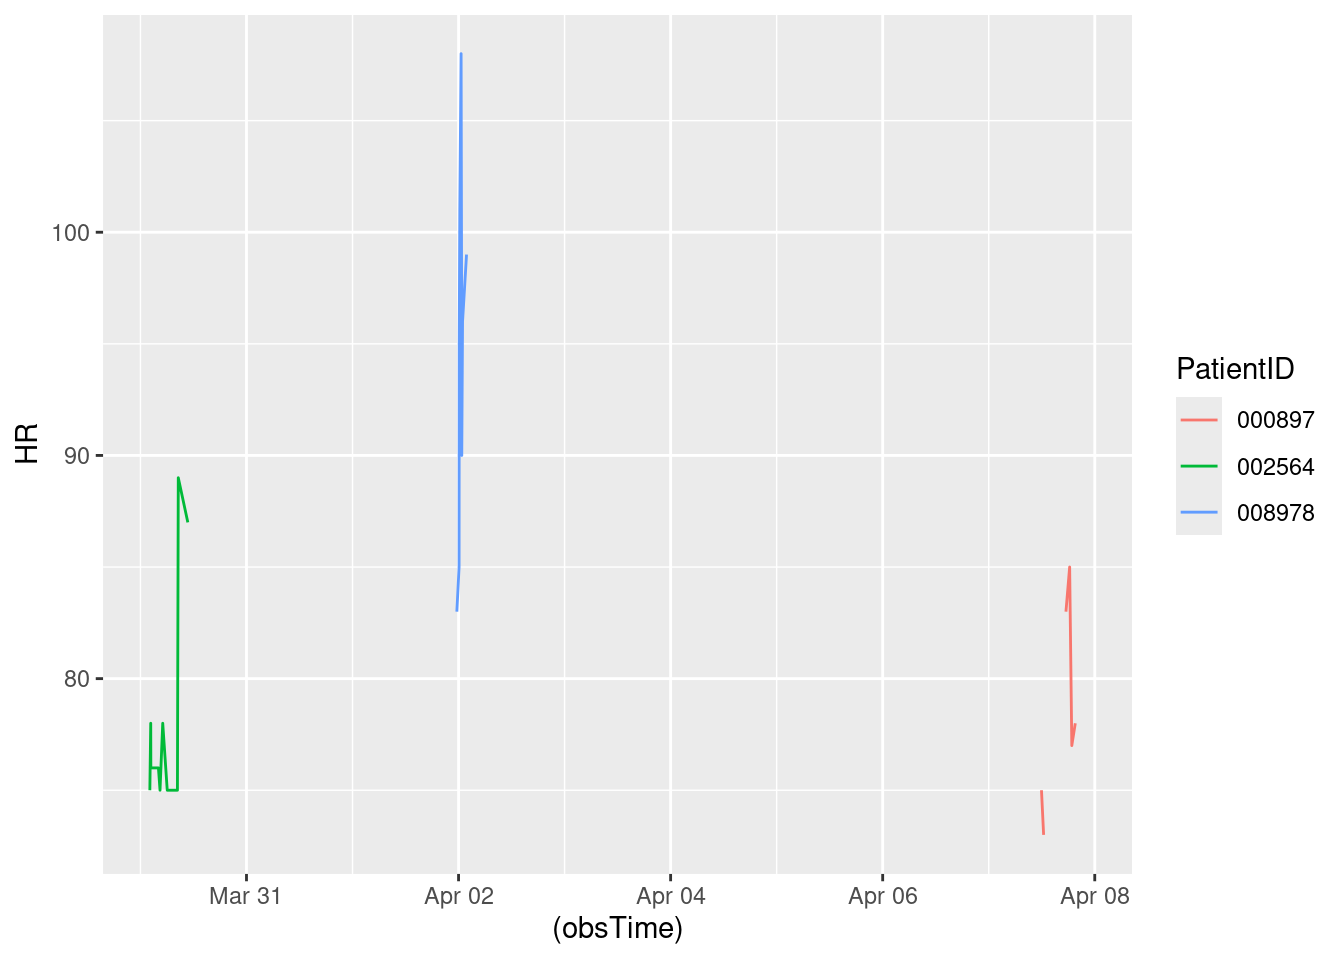 HR
100
90
80
Mar 31
Apr 02
Apr 04
Apr 06
Apr 08
(obsTime)
PatientID
000897
002564
008978